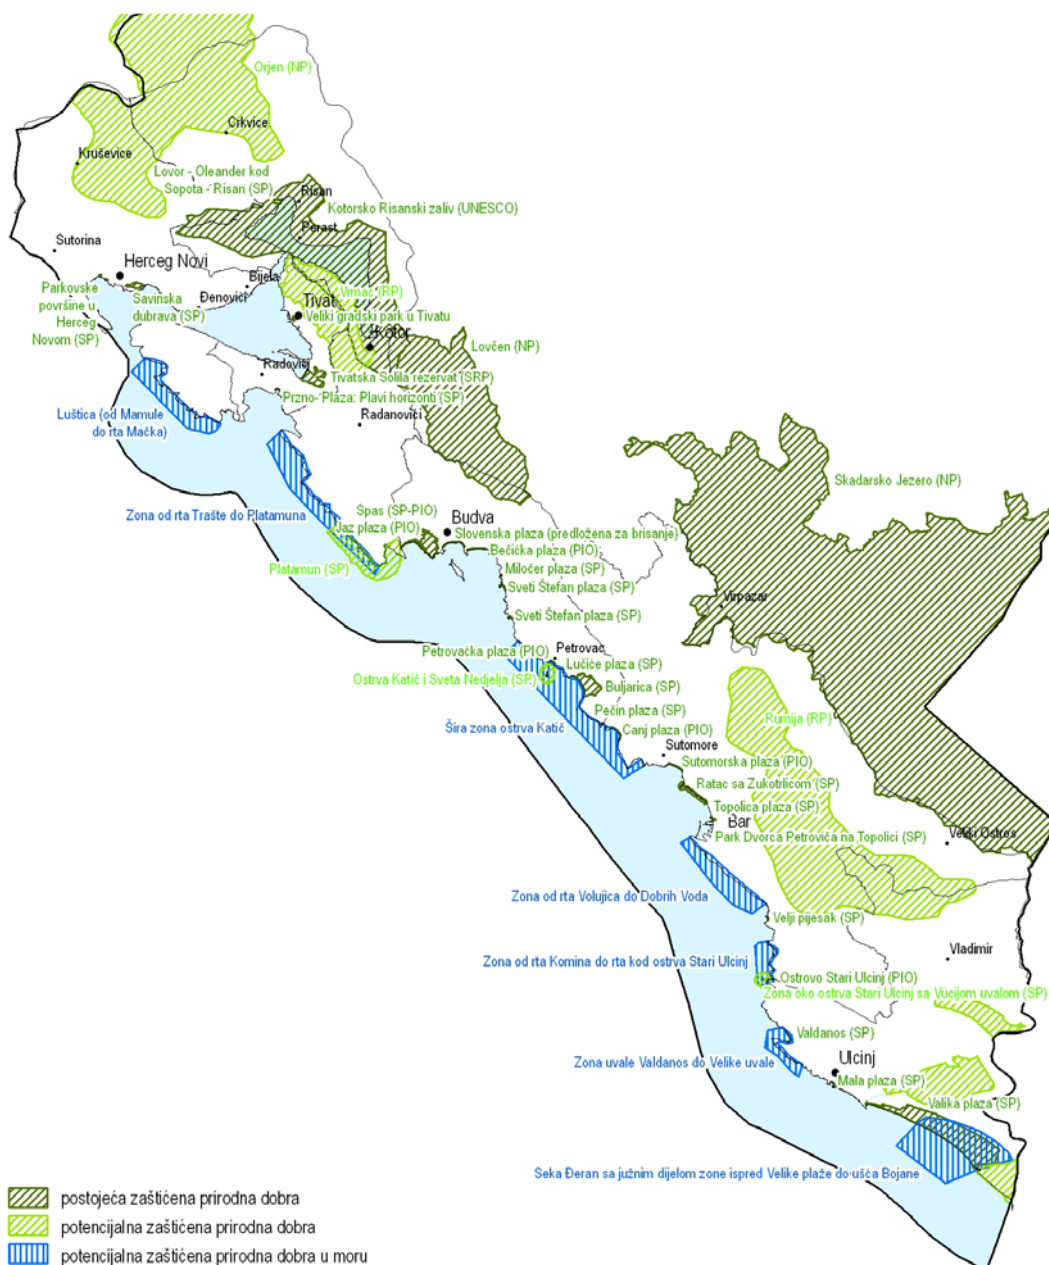 Orjen (NP)
Crkvice
Kruševice
Lovor - Oleander kod
Sopota - Risan (SP)
Risan
Kotorsko Risanski zaliv (UNESCO)
Perast
Sutorina
Herceg Novi
Bijela
Parkovske
površine u
Herceg
Novom (SP)
Savinska
dubrava (SP)
Đenovići
Vrmac (RP)
Tivat
Veliki gradski park u Tivatu
Kotor
Lovčen (NP)
Radovići
Tivatska Solila rezervat (SRP)
Przno- Plaza: Plavi horizonti (SP)
Luštica (od Mamule
do rta Mačka)
Radanovići
Skadarsko Jezero (NP)
Zona od rta Trašte do Platamuna
Spas (SP-PIO)
Jaz plaza (PIO)
Budva
Slovenska plaza (predložena za brisanje)
Bečićka plaza (PIO)
Platamun (SP)
Miločer plaza (SP)
Sveti Štefan plaza (SP)
Virpazar
Sveti Štefan plaza (SP)
Petrovac
Petrovačka plaza (PIO)
Lučiće plaza (SP)
Ostrva Katič i Sveta Nedjelja (SP)
Buljarica (SP)
Pečin plaza (SP)
Rumija (RP)
Šira zona ostrva Katič
Canj plaza (PIO)
Sutomore
Sutomorska plaza (PIO)
Ratac sa Zukotrlicom (SP)
Topolica plaza (SP)
Bar
Park Dvorca Petrovića na Topolici (SP)
Veliki Ostros
Zona od rta Volujica do Dobrih Voda
Velji pijesak (SP)
Vladimir
Zona od rta Komina do rta kod ostrva Stari Ulcinj
Ostrovo Stari Ulcinj (PIO)
Zona oko ostrva Stari Ulcinj sa Vučijom uvalom (SP)
Valdanos (SP)
Zona uvale Valdanos do Velike uvale
Ulcinj
Mala plaza (SP)
Valika plaza (SP)
Seka Đeran sa južnim dijelom zone ispred Velike plaže do ušća Bojane
postojeća zaštićena prirodna dobra
potencijalna zaštićena prirodna dobra
potencijalna zaštićena prirodna dobra u moru